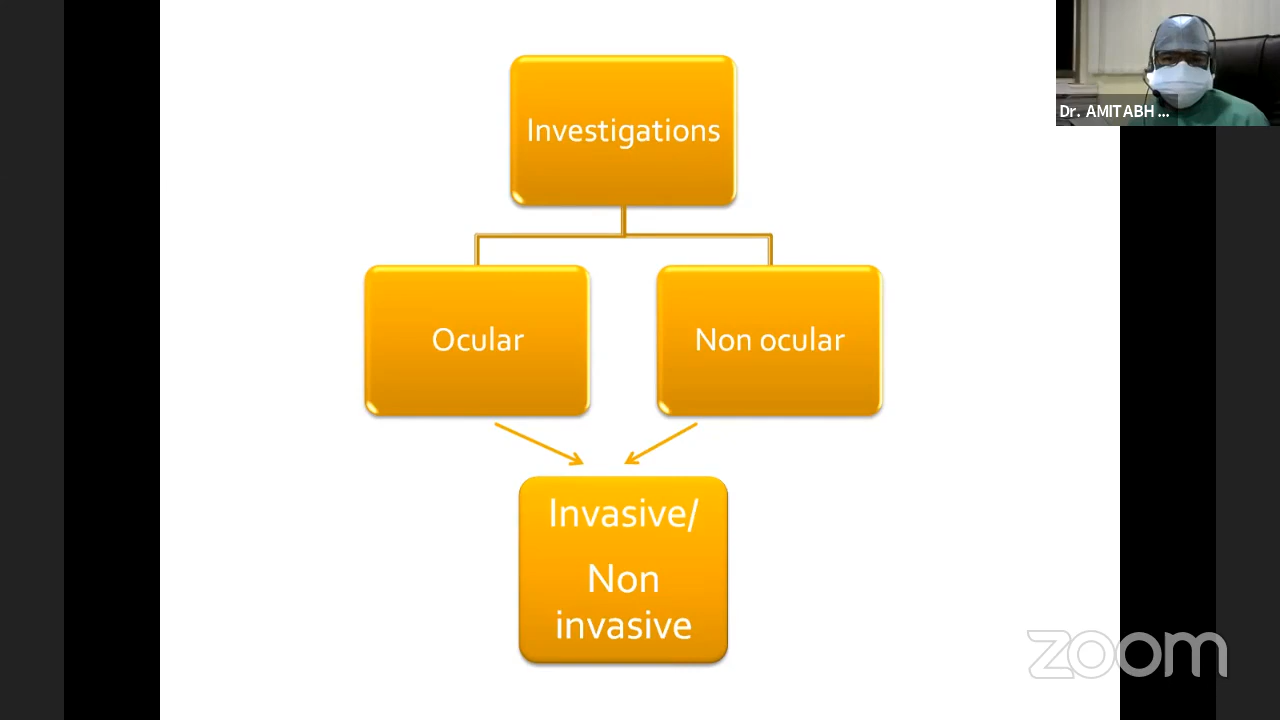 Investigations
Ocular
Non ocular
Invasive/
Non
invasive
Dr. AMITABH ...
zoom